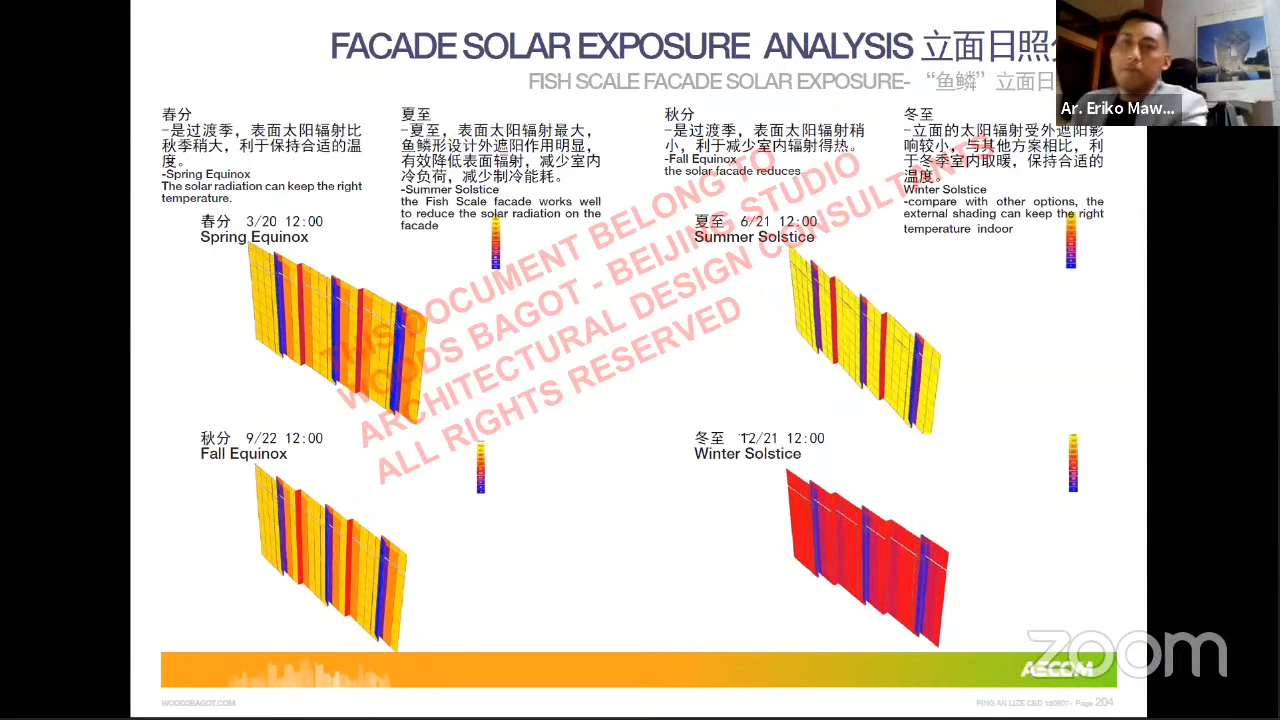 FACADE SOLAR EXPOSURE ANALYSIS 立面日照
FISH SCALE FACADE SOLAR EXPOSURE- “鱼鳞” 立面日
Ar. Eriko Maw...
春分
-是过渡季，表面太阳辐射比
秋季稍大，利于保持合适的温
度。
-Spring Equinox
The solar radiation can keep the right
temperature.
夏至
-夏至，表面太阳辐射最大，
鱼鳞形设计外遮阳作用明显，
有效降低表面辐射，减少室内
冷负荷，减少制冷能耗。
-Summer Solstice
the Fish Scale facade works well
to reduce the solar radiation on the
facade
秋分
-是过渡季，表面太阳辐射稍
小，利于减少室内辐射得热。
-Fall Equinox
the solar facade reduces
冬至
-立面的太阳辐射受外遮阳影
响较小，与其他方案相比，利
于冬季室内取暖，保持合适的
温度。
Winter Solstice
-compare with other options, the
external shading can keep the right
temperature indoor
春分 3/20 12:00
Spring Equinox
夏至 6/21 12:00
Summer Solstice
THIS DOCUMENT BELONG TO
WOODS BAGOT - BEIJING STUDIO
ARCHITECTURAL DESIGN CONSULTANTS
ALL RIGHTS RESERVED
秋分 9/22 12:00
Fall Equinox
冬至 12/21 12:00
Winter Solstice
zoom
AECOM
WOODSBAGOT.COM
PING AN LIZE CBD 180807- Page 204